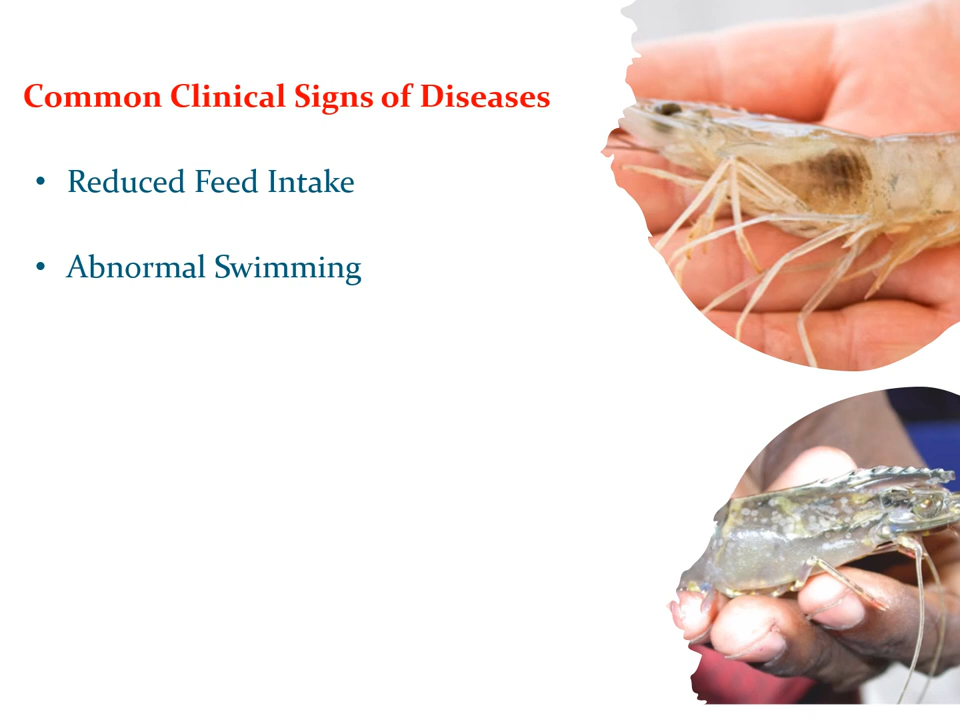 Common Clinical Signs of Diseases
• Reduced Feed Intake
• Abnormal Swimming